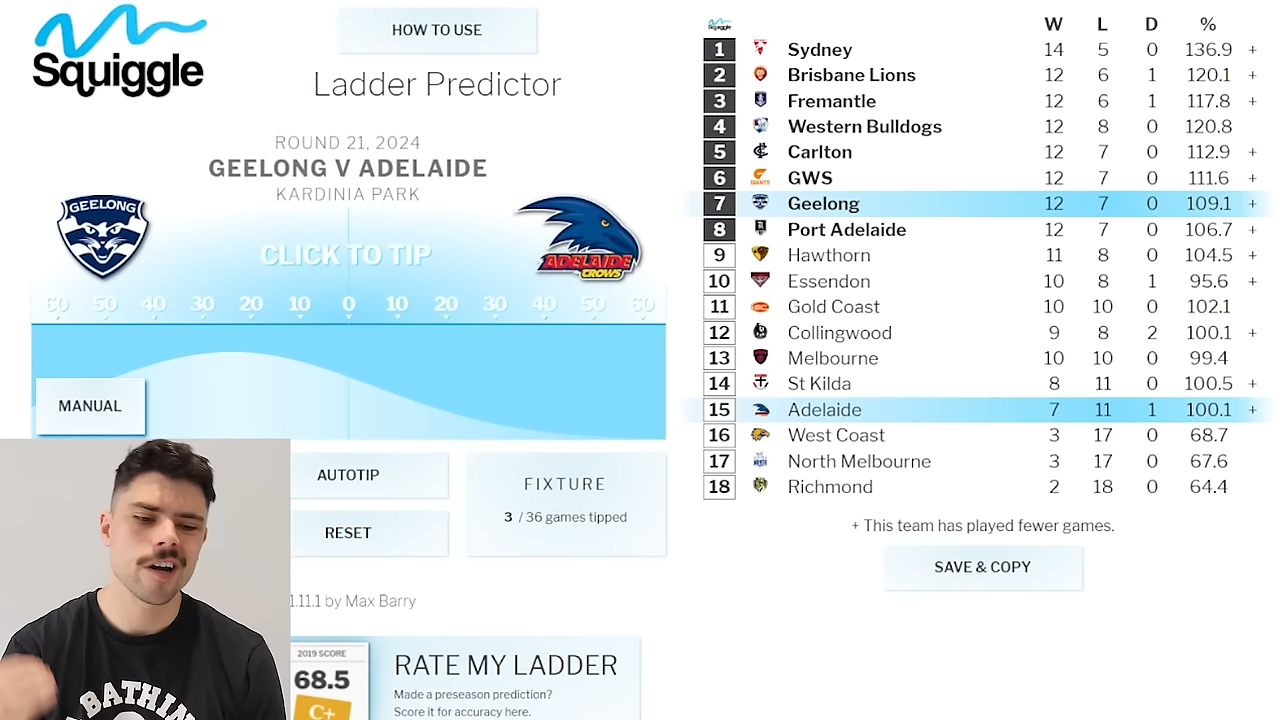 HOW TO USE
Squiggle
Ladder Predictor
ROUND 21, 2024
GEELONG V ADELAIDE
KARDINIA PARK
GEELONG
ADELAIDE
CROWS
CLICK TO TIP
60 50 40 30 20 10 0 10 20 30 40 50 60
MANUAL
AUTOTIP
RESET
FIXTURE
3 / 36 games tipped
1.11.1 by Max Barry
2019 SCORE
68.5
C+
RATE MY LADDER
Made a preseason prediction?
Score it for accuracy here.
BATHIN
W L D %
1 Sydney 14 5 0 136.9 +
2 Brisbane Lions 12 6 1 120.1 +
3 Fremantle 12 6 1 117.8 +
4 Western Bulldogs 12 8 0 120.8
5 Carlton 12 7 0 112.9 +
6 GWS 12 7 0 111.6 +
7 Geelong 12 7 0 109.1 +
8 Port Adelaide 12 7 0 106.7 +
9 Hawthorn 11 8 0 104.5 +
10 Essendon 10 8 1 95.6 +
11 Gold Coast 10 10 0 102.1
12 Collingwood 9 8 2 100.1 +
13 Melbourne 10 10 0 99.4
14 St Kilda 8 11 0 100.5 +
15 Adelaide 7 11 1 100.1 +
16 West Coast 3 17 0 68.7
17 North Melbourne 3 17 0 67.6
18 Richmond 2 18 0 64.4
+ This team has played fewer games.
SAVE & COPY